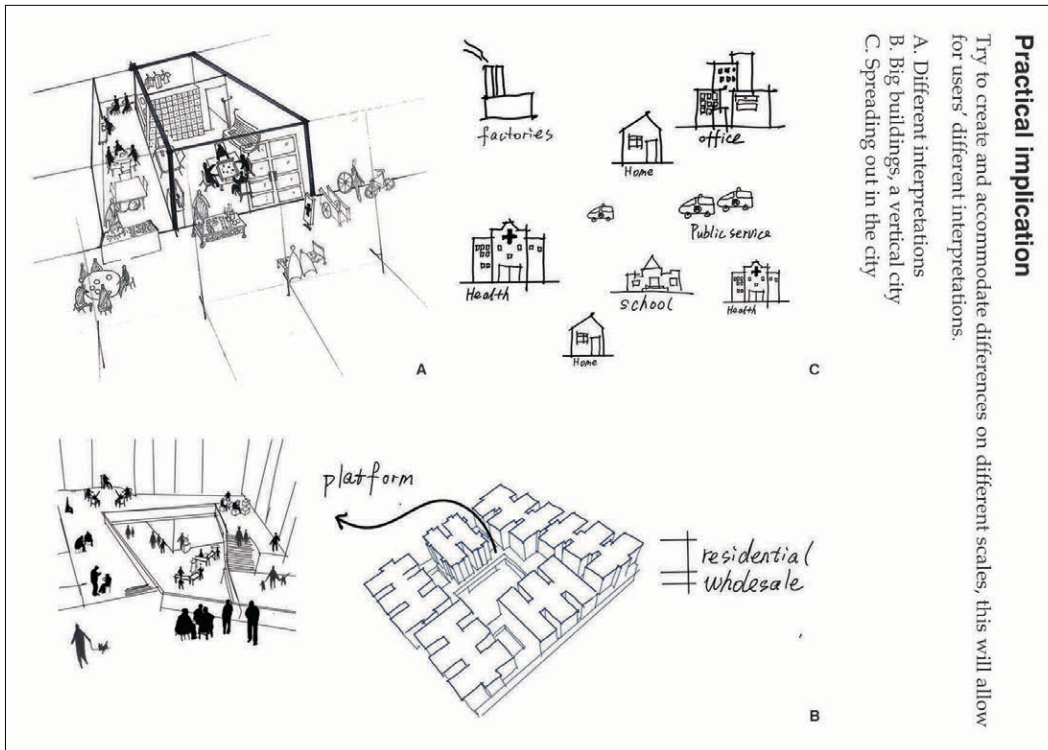 Practical implication
Try to create and accommodate differences on different scales, this will allow
for users' different interpretations.
A. Different interpretations
B. Big buildings, a vertical city
C. Spreading out in the city
A
factories
office
Home
Public service
Health
school
Health
Home
C
platform
residential
wholesale
B